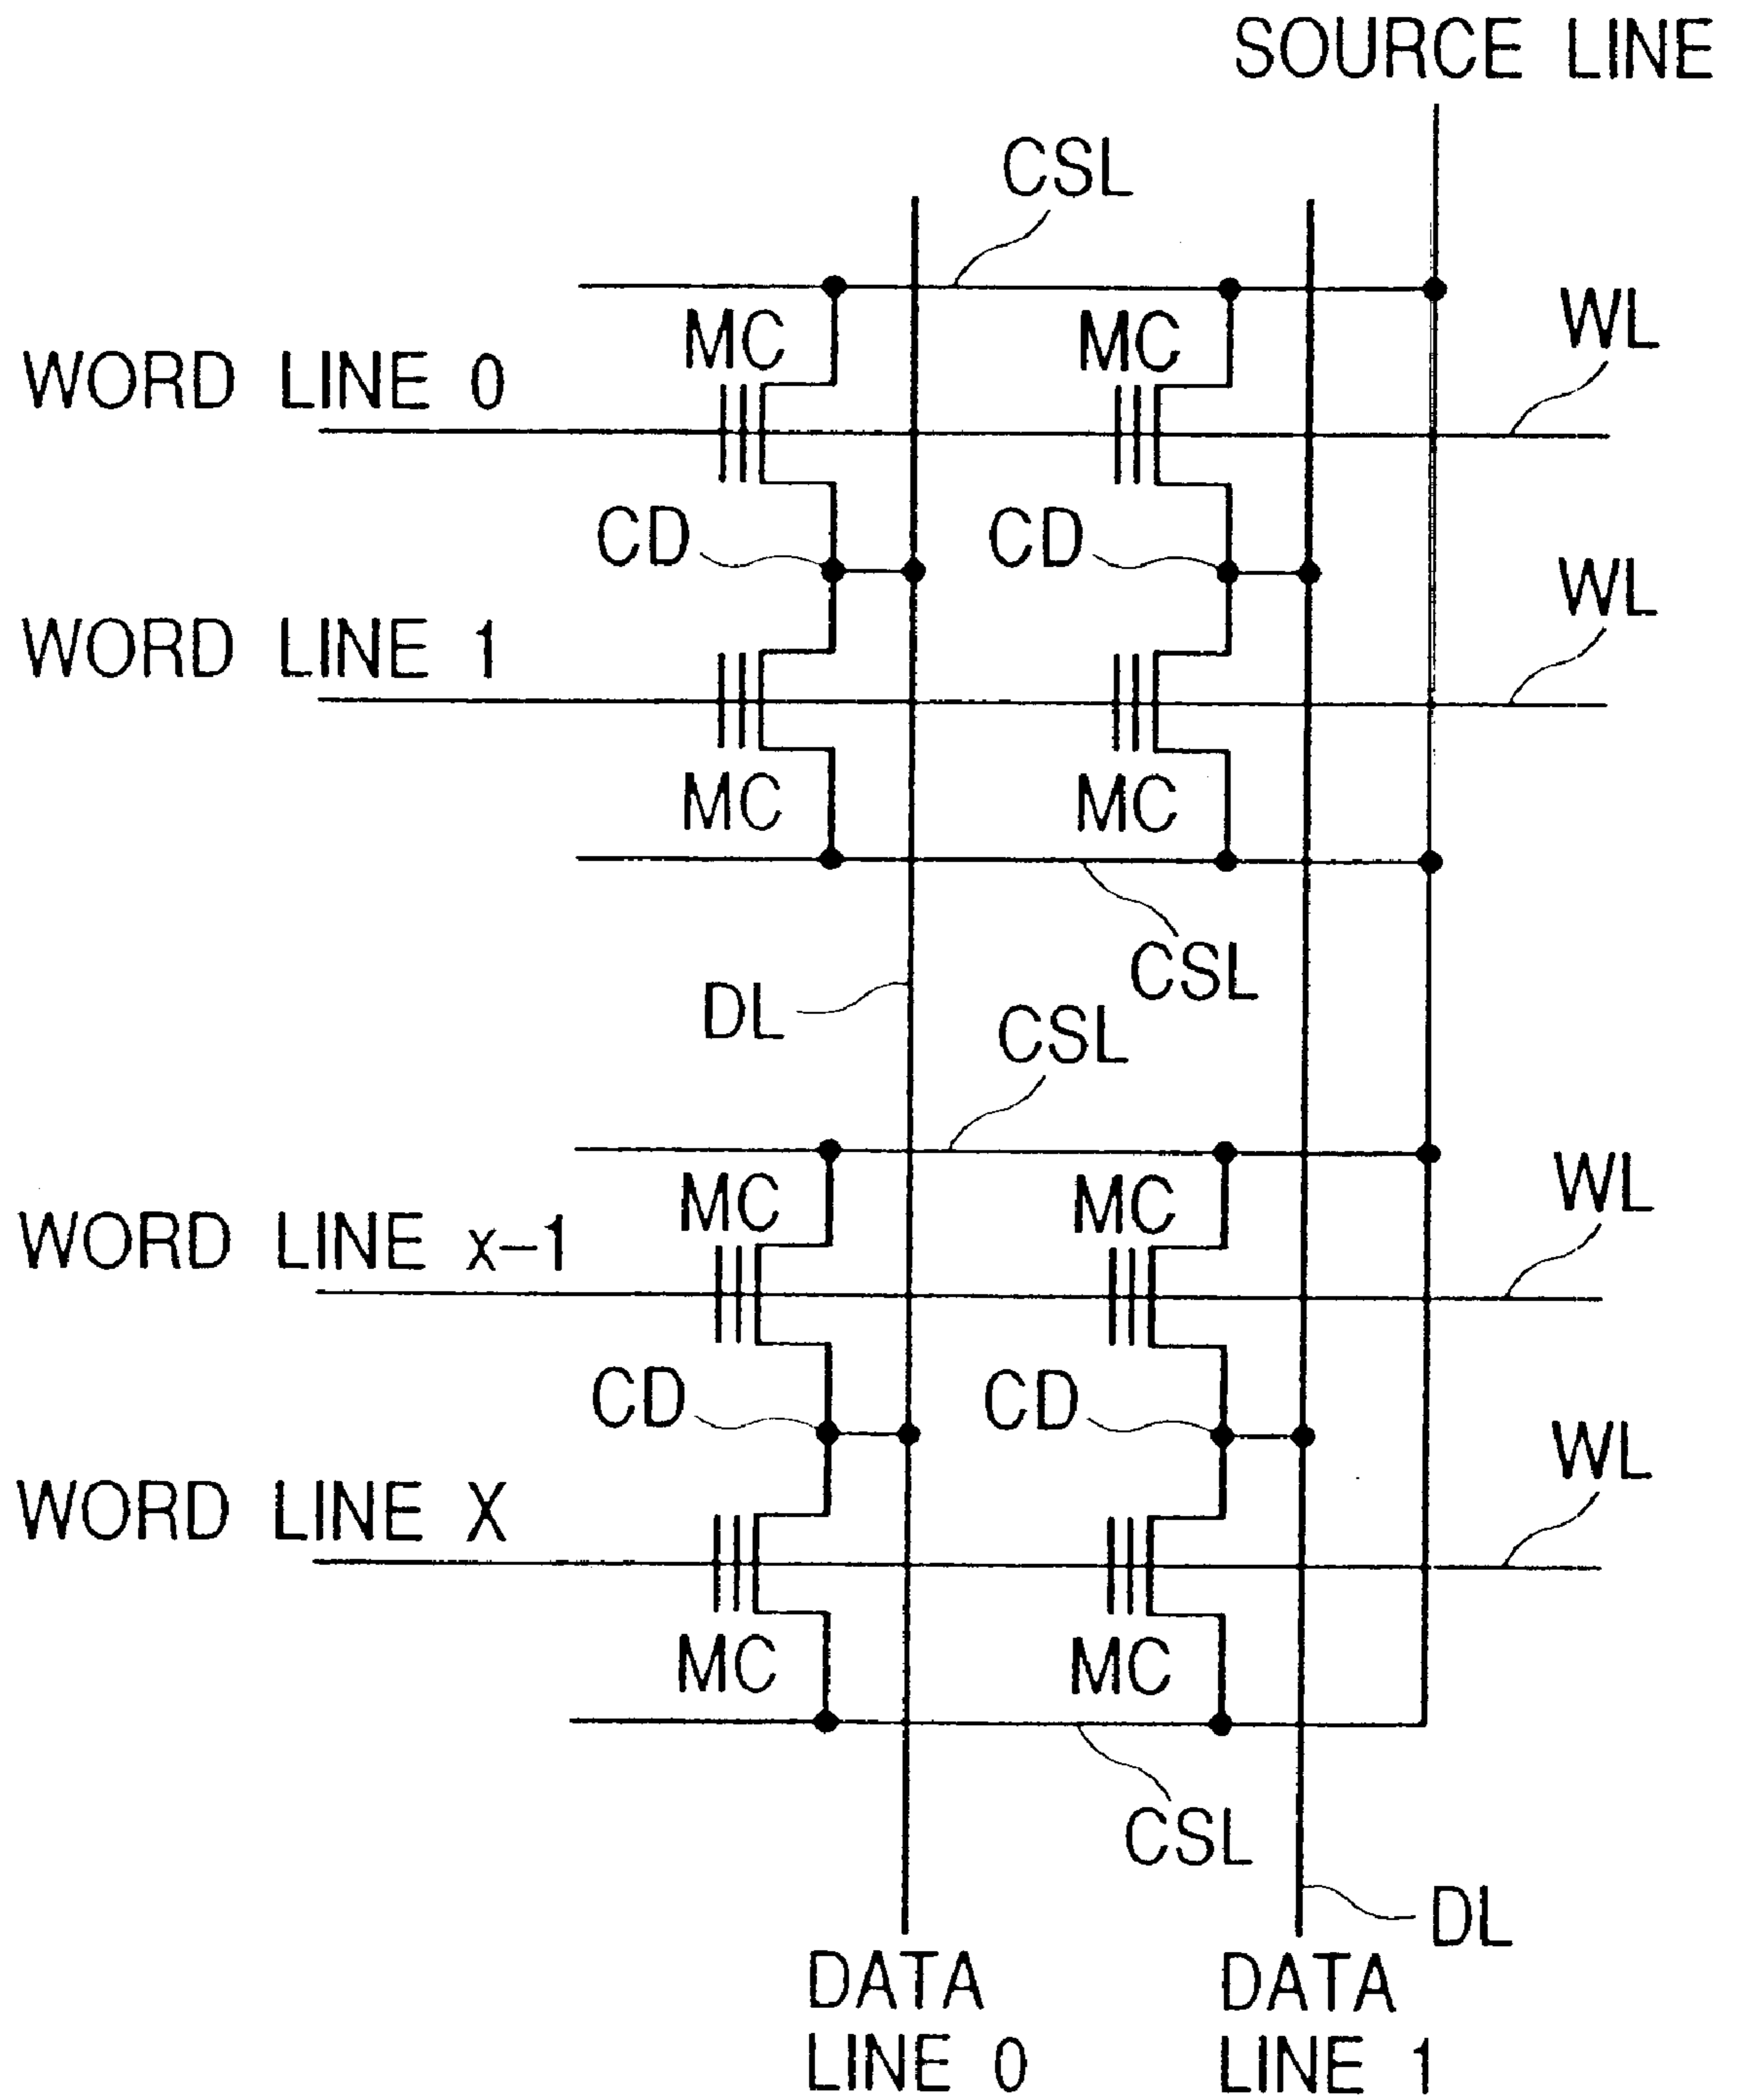 SOURCE LINE
CSL
MC MC WL
WORD LINE 0
CD CD
WL
WORD LINE 1
MC MC
CSL
DL
CSL
MC MC WL
WORD LINE x-1
CD CD
WL
WORD LINE X
MC MC
CSL
DL
DATA LINE 0
DATA LINE 1